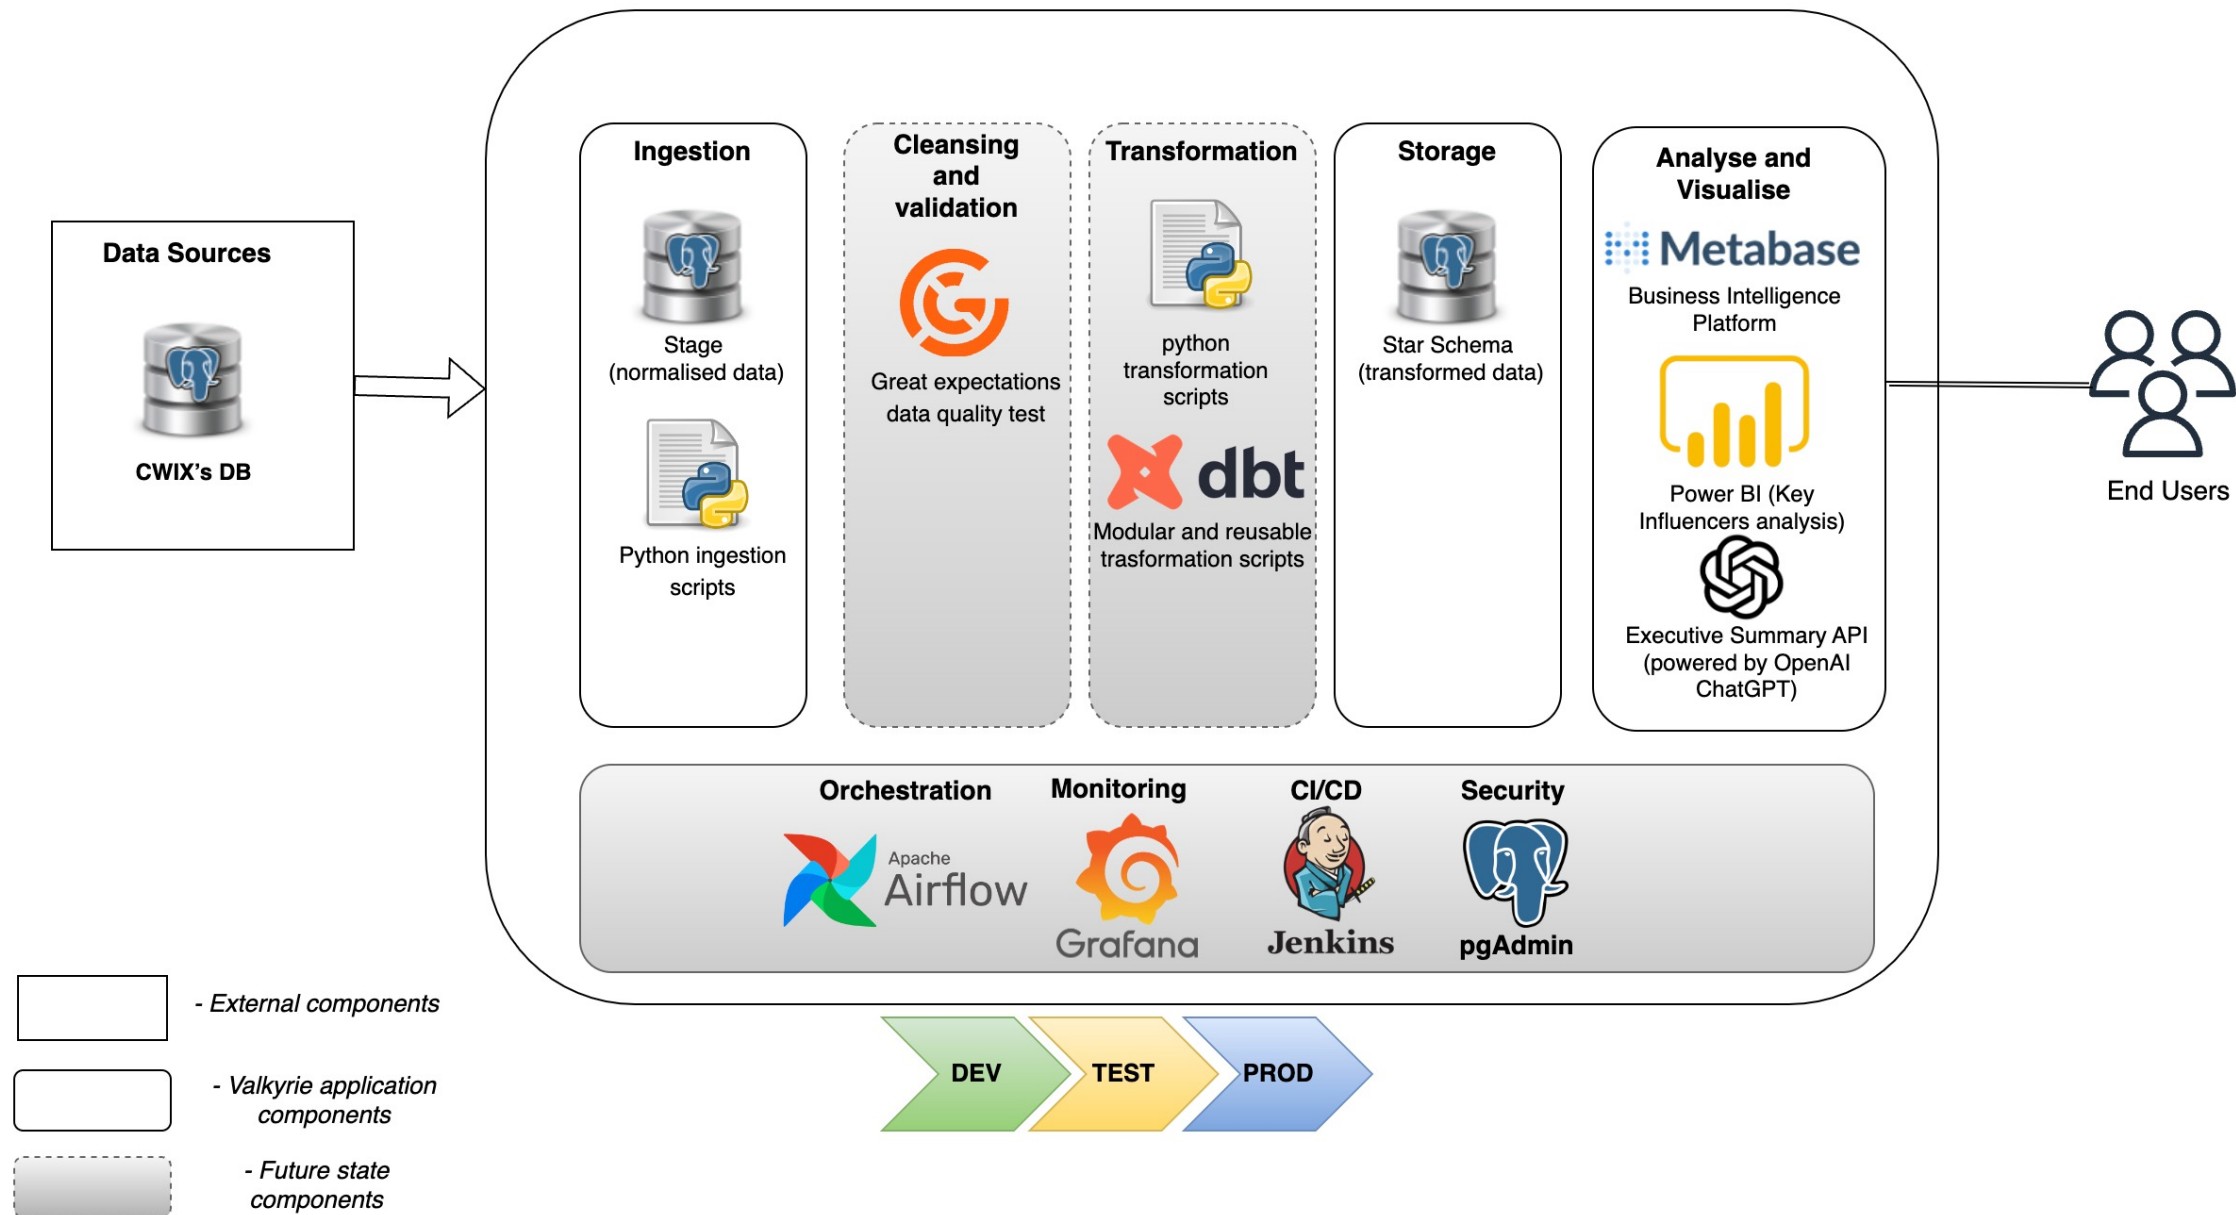 Data Sources
CWIX's DB
Ingestion
Stage
(normalised data)
Python ingestion
scripts
Cleansing
and
validation
Great expectations
data quality test
Transformation
python
transformation
scripts
dbt
Modular and reusable
trasformation scripts
Storage
Star Schema
(transformed data)
Analyse and
Visualise
Metabase
Business Intelligence
Platform
Power BI (Key
Influencers analysis)
Executive Summary API
(powered by OpenAI
ChatGPT)
End Users
Orchestration
Apache
Airflow
Monitoring
Grafana
CI/CD
Jenkins
Security
pgAdmin
- External components
- Valkyrie application
components
- Future state
components
DEV
TEST
PROD